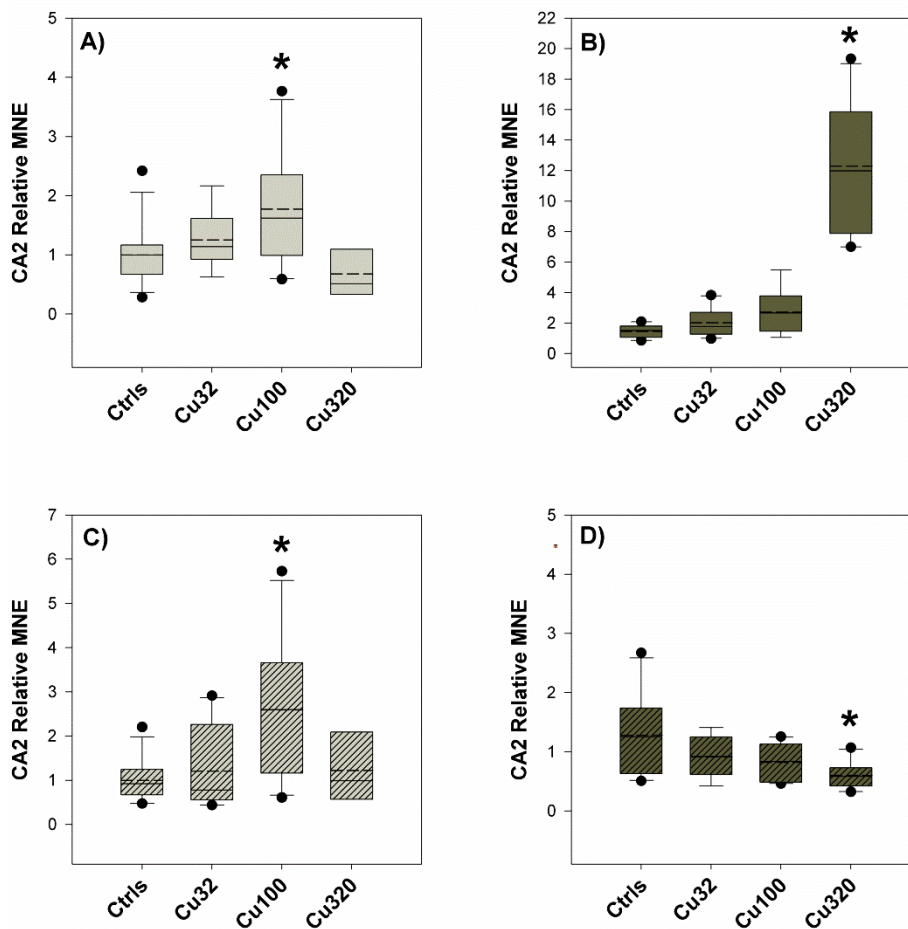 A)
*
CA2 Relative MNE
5
4
3
2
1
0
Ctrls
Cu32
Cu100
Cu320
B)
*
CA2 Relative MNE
22
20
18
16
14
12
10
8
6
4
2
0
Ctrls
Cu32
Cu100
Cu320
C)
*
CA2 Relative MNE
7
6
5
4
3
2
1
0
Ctrls
Cu32
Cu100
Cu320
D)
*
CA2 Relative MNE
5
4
3
2
1
0
Ctrls
Cu32
Cu100
Cu320